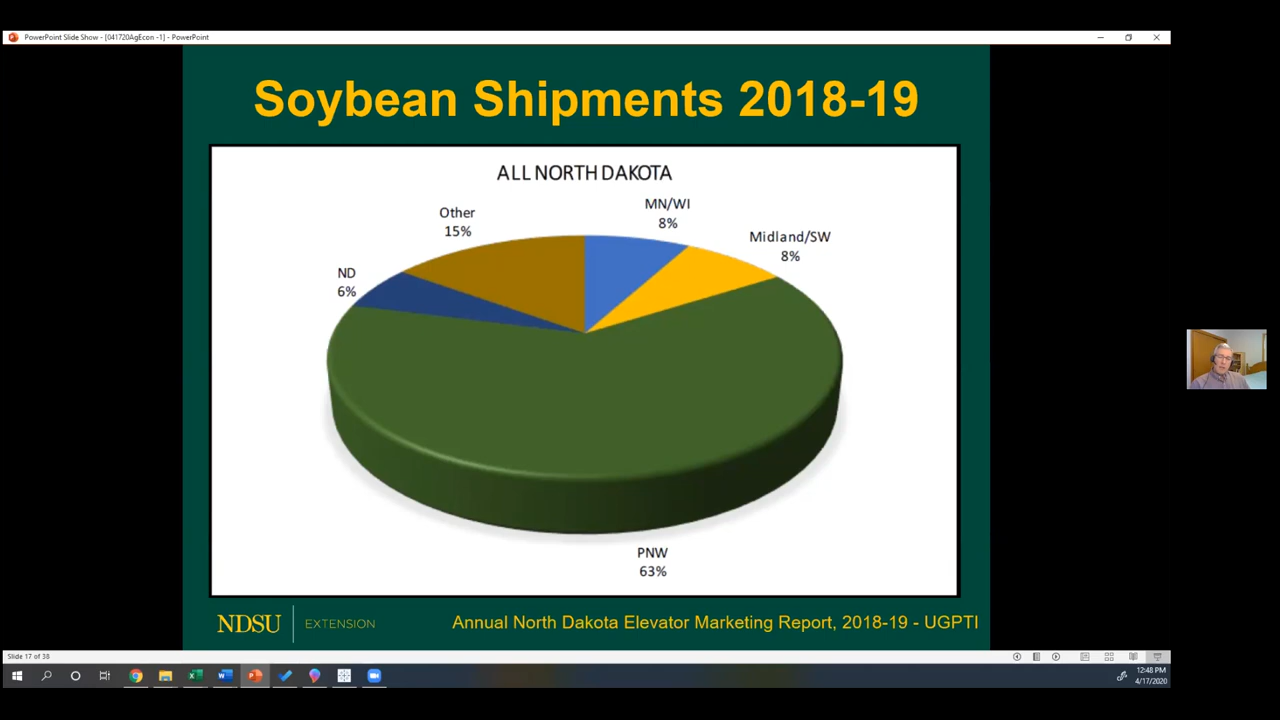 PowerPoint Slide Show - [041720AgEcon -1] - PowerPoint
Soybean Shipments 2018-19
ALL NORTH DAKOTA
MN/WI
8%
Other
15%
Midland/SW
8%
ND
6%
PNW
63%
NDSU
EXTENSION
Annual North Dakota Elevator Marketing Report, 2018-19 - UGPTI
Slide 17 of 38
12:48 PM
4/17/2020